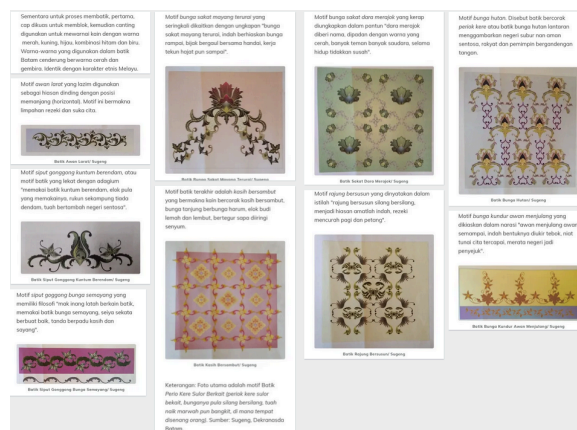 Sementara untuk proses membatik, pertama,
cap dikuas untuk memblok, kemudian canting
digunakan untuk mewarnai kain dengan warna
merah, kuning, hijau, kombinasi hitam dan biru.
Warna-warna yang digunakan dalam batik
Batam cenderung berwarna cerah dan
gembira. Identik dengan karakter etnis Melayu.
Motif awan larat yang lazim digunakan
sebagai hiasan dinding dengan posisi
memanjang (horizontal). Motif ini bermakna
limpahan rezeki dan suka cita.
Batik Awan Larat/ Sugeng
Motif siput gonggong kuntum berendam, atau
motif batik yang lekat dengan adagium
"memakai batik kuntum berendam, elok pula
yang memakainya, rukun sekampung tiada
dendam, tuah bertambah negeri sentosa".
Batik Siput Gonggong Kuntum Berendam/ Sugeng
Motif siput goggong bunga semayang yang
memiliki filosofi "mak inang latah berkain batik,
memakai batik bunga semayang, seiya sekata
berbuat baik, tanda berpadu kasih dan
sayang".
Batik Siput Gonggong Bunga Semayang/ Sugeng
Motif bunga sakat mayang terurai yang
seringkali dikaitkan dengan ungkapan "bunga
sakat mayang terurai, indah berhiaskan bunga
rampai, bijak bergaul bersama handai, kerja
tekun hajat pun sampai".
Batik Bunga Sakat Mayang Terurai/ Sugeng
Motif batik terakhir adalah kasih bersambut
yang bermakna kain bercorak kasih bersambut,
bunga tanjung berbunga harum, elok budi
lemah dan lembut, bertegur sapa diiringi
senyum.
Batik Kasih Bersambut/ Sugeng
Keterangan: Foto utama adalah motif Batik
Perio Kere Sulor Berkait (periok kere sulur
bekait, bunganya pula silang bersilang, tuah
naik marwah pun bangkit, di mana tempat
disenang orang). Sumber: Sugeng, Dekranasda
Batam.
Motif bunga sakat dara merajuk yang kerap
diungkapkan dalam pantun "dara merajuk
diberi nama, dipadan dengan warna yang
cerah, banyak teman banyak saudara, selama
hidup tidakkan susah".
Batik Sakat Dara Merajuk/ Sugeng
Motif rajung bersusun yang dinyatakan dalam
istilah "rajung bersusun silang bersilang,
menjadi hiasan amatlah indah, rezeki
mencurah pagi dan petang".
Batik Rajung Bersusun/ Sugeng
Motif bunga hutan. Disebut batik bercorak
periok kera atau batik bunga hutan lantaran
menggambarkan negeri subur nan aman
sentosa, rakyat dan pemimpin bergandengan
tangan.
Batik Bunga Hutan/ Sugeng
Motif bunga kundur awan menjulang yang
dikiaskan dalam narasi "awan menjulang awan
semampai, indah bentuknya diukir tebok, niat
tunai cita tercapai, merata negeri jadi
penyejuk".
Batik Bunga Kundur Awan Menjulang/ Sugeng